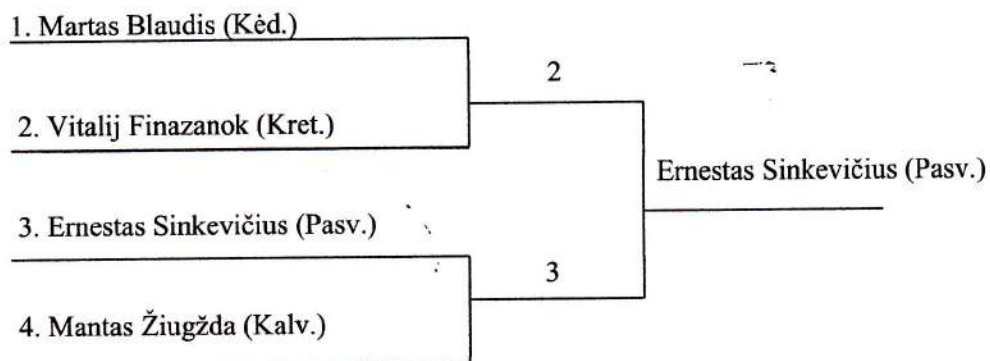 1. Martas Blaudis (Kėd.)
2
2. Vitalij Finazanok (Kret.)
Ernestas Sinkevičius (Pasv.)
3. Ernestas Sinkevičius (Pasv.)
3
4. Mantas Žiugžda (Kalv.)